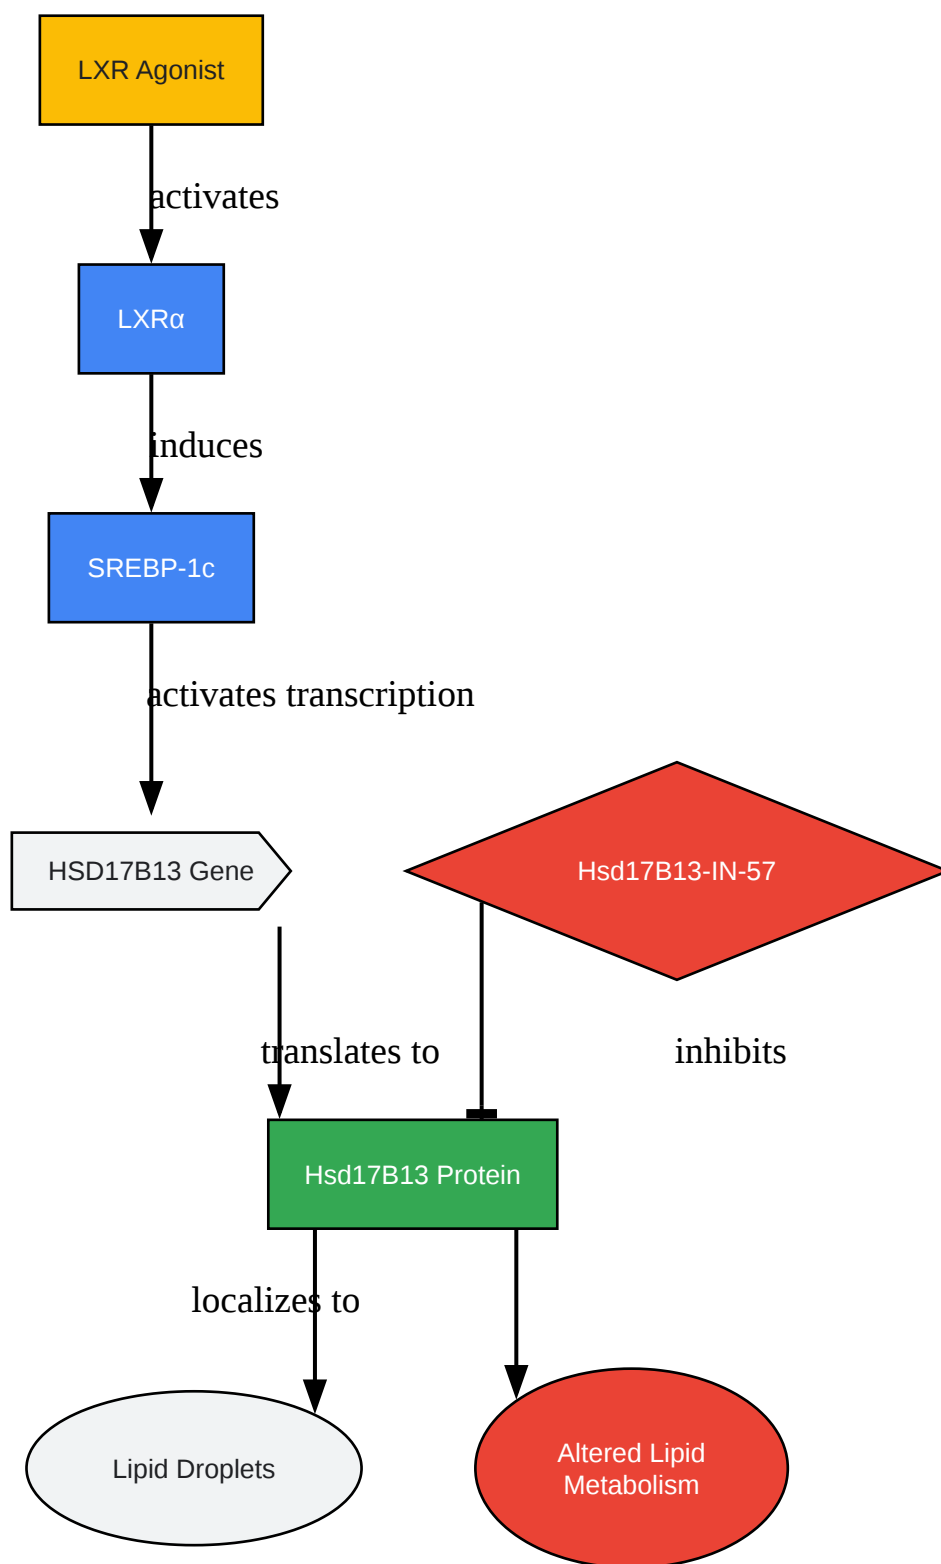 LXR Agonist
activates
LXRα
induces
SREBP-1c
activates transcription
HSD17B13 Gene
Hsd17B13-IN-57
translates to
inhibits
Hsd17B13 Protein
localizes to
Lipid Droplets
Altered Lipid
Metabolism